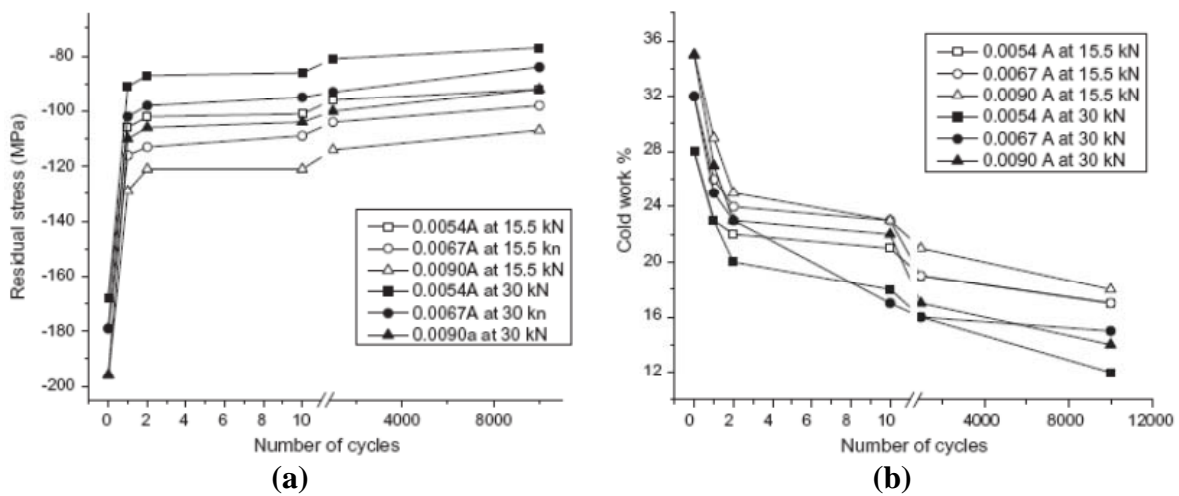 -80
-100
-120
-140
-160
-180
-200
Residual stress (MPa)
0.0054A at 15.5 kN
0.0067A at 15.5 kn
0.0090A at 15.5 kN
0.0054A at 30 kN
0.0067A at 30 kn
0.0090a at 30 kN
0 2 4 6 8 10 4000 8000
Number of cycles
(a)
36
32
28
24
20
16
12
Cold work %
0.0054 A at 15.5 kN
0.0067 A at 15.5 kN
0.0090 A at 15.5 kN
0.0054 A at 30 kN
0.0067 A at 30 kN
0.0090 A at 30 kN
0 2 4 6 8 10 4000 8000 12000
Number of cycles
(b)